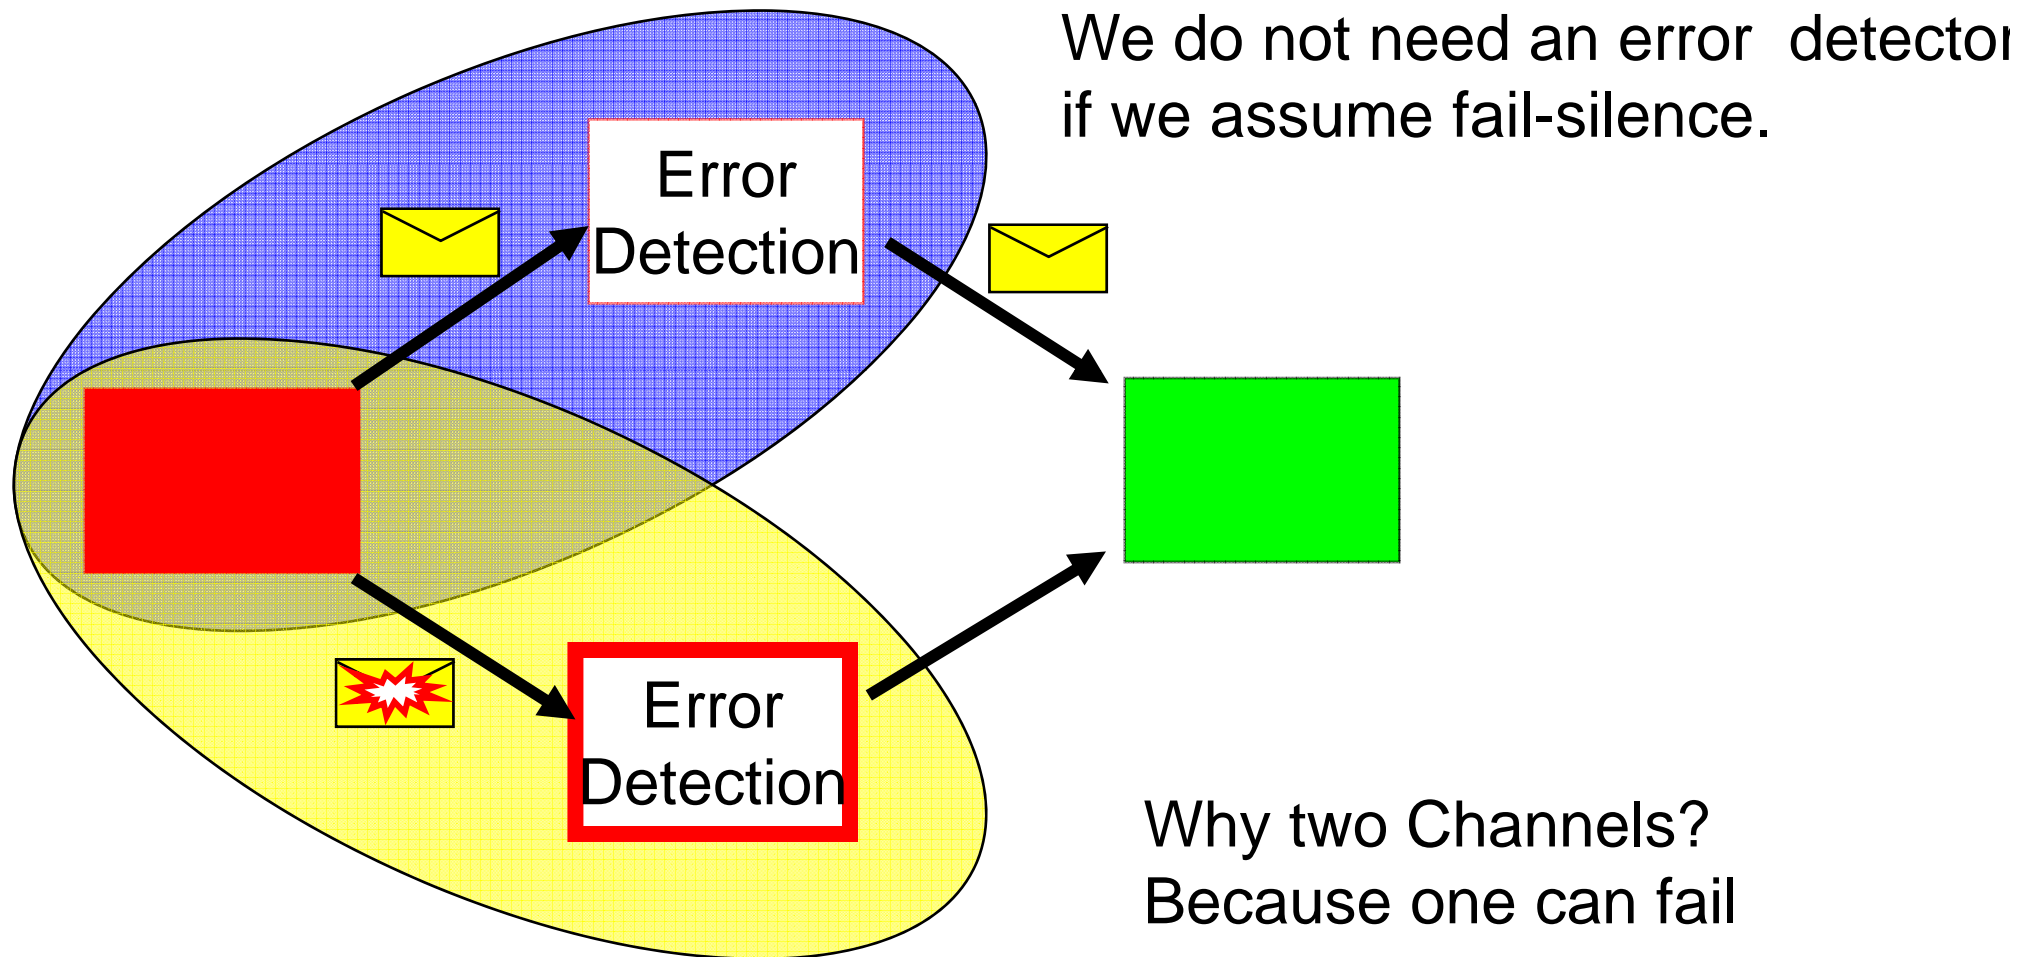 We do not need an error detector
if we assume fail-silence.
Error
Detection
Error
Detection
Why two Channels?
Because one can fail